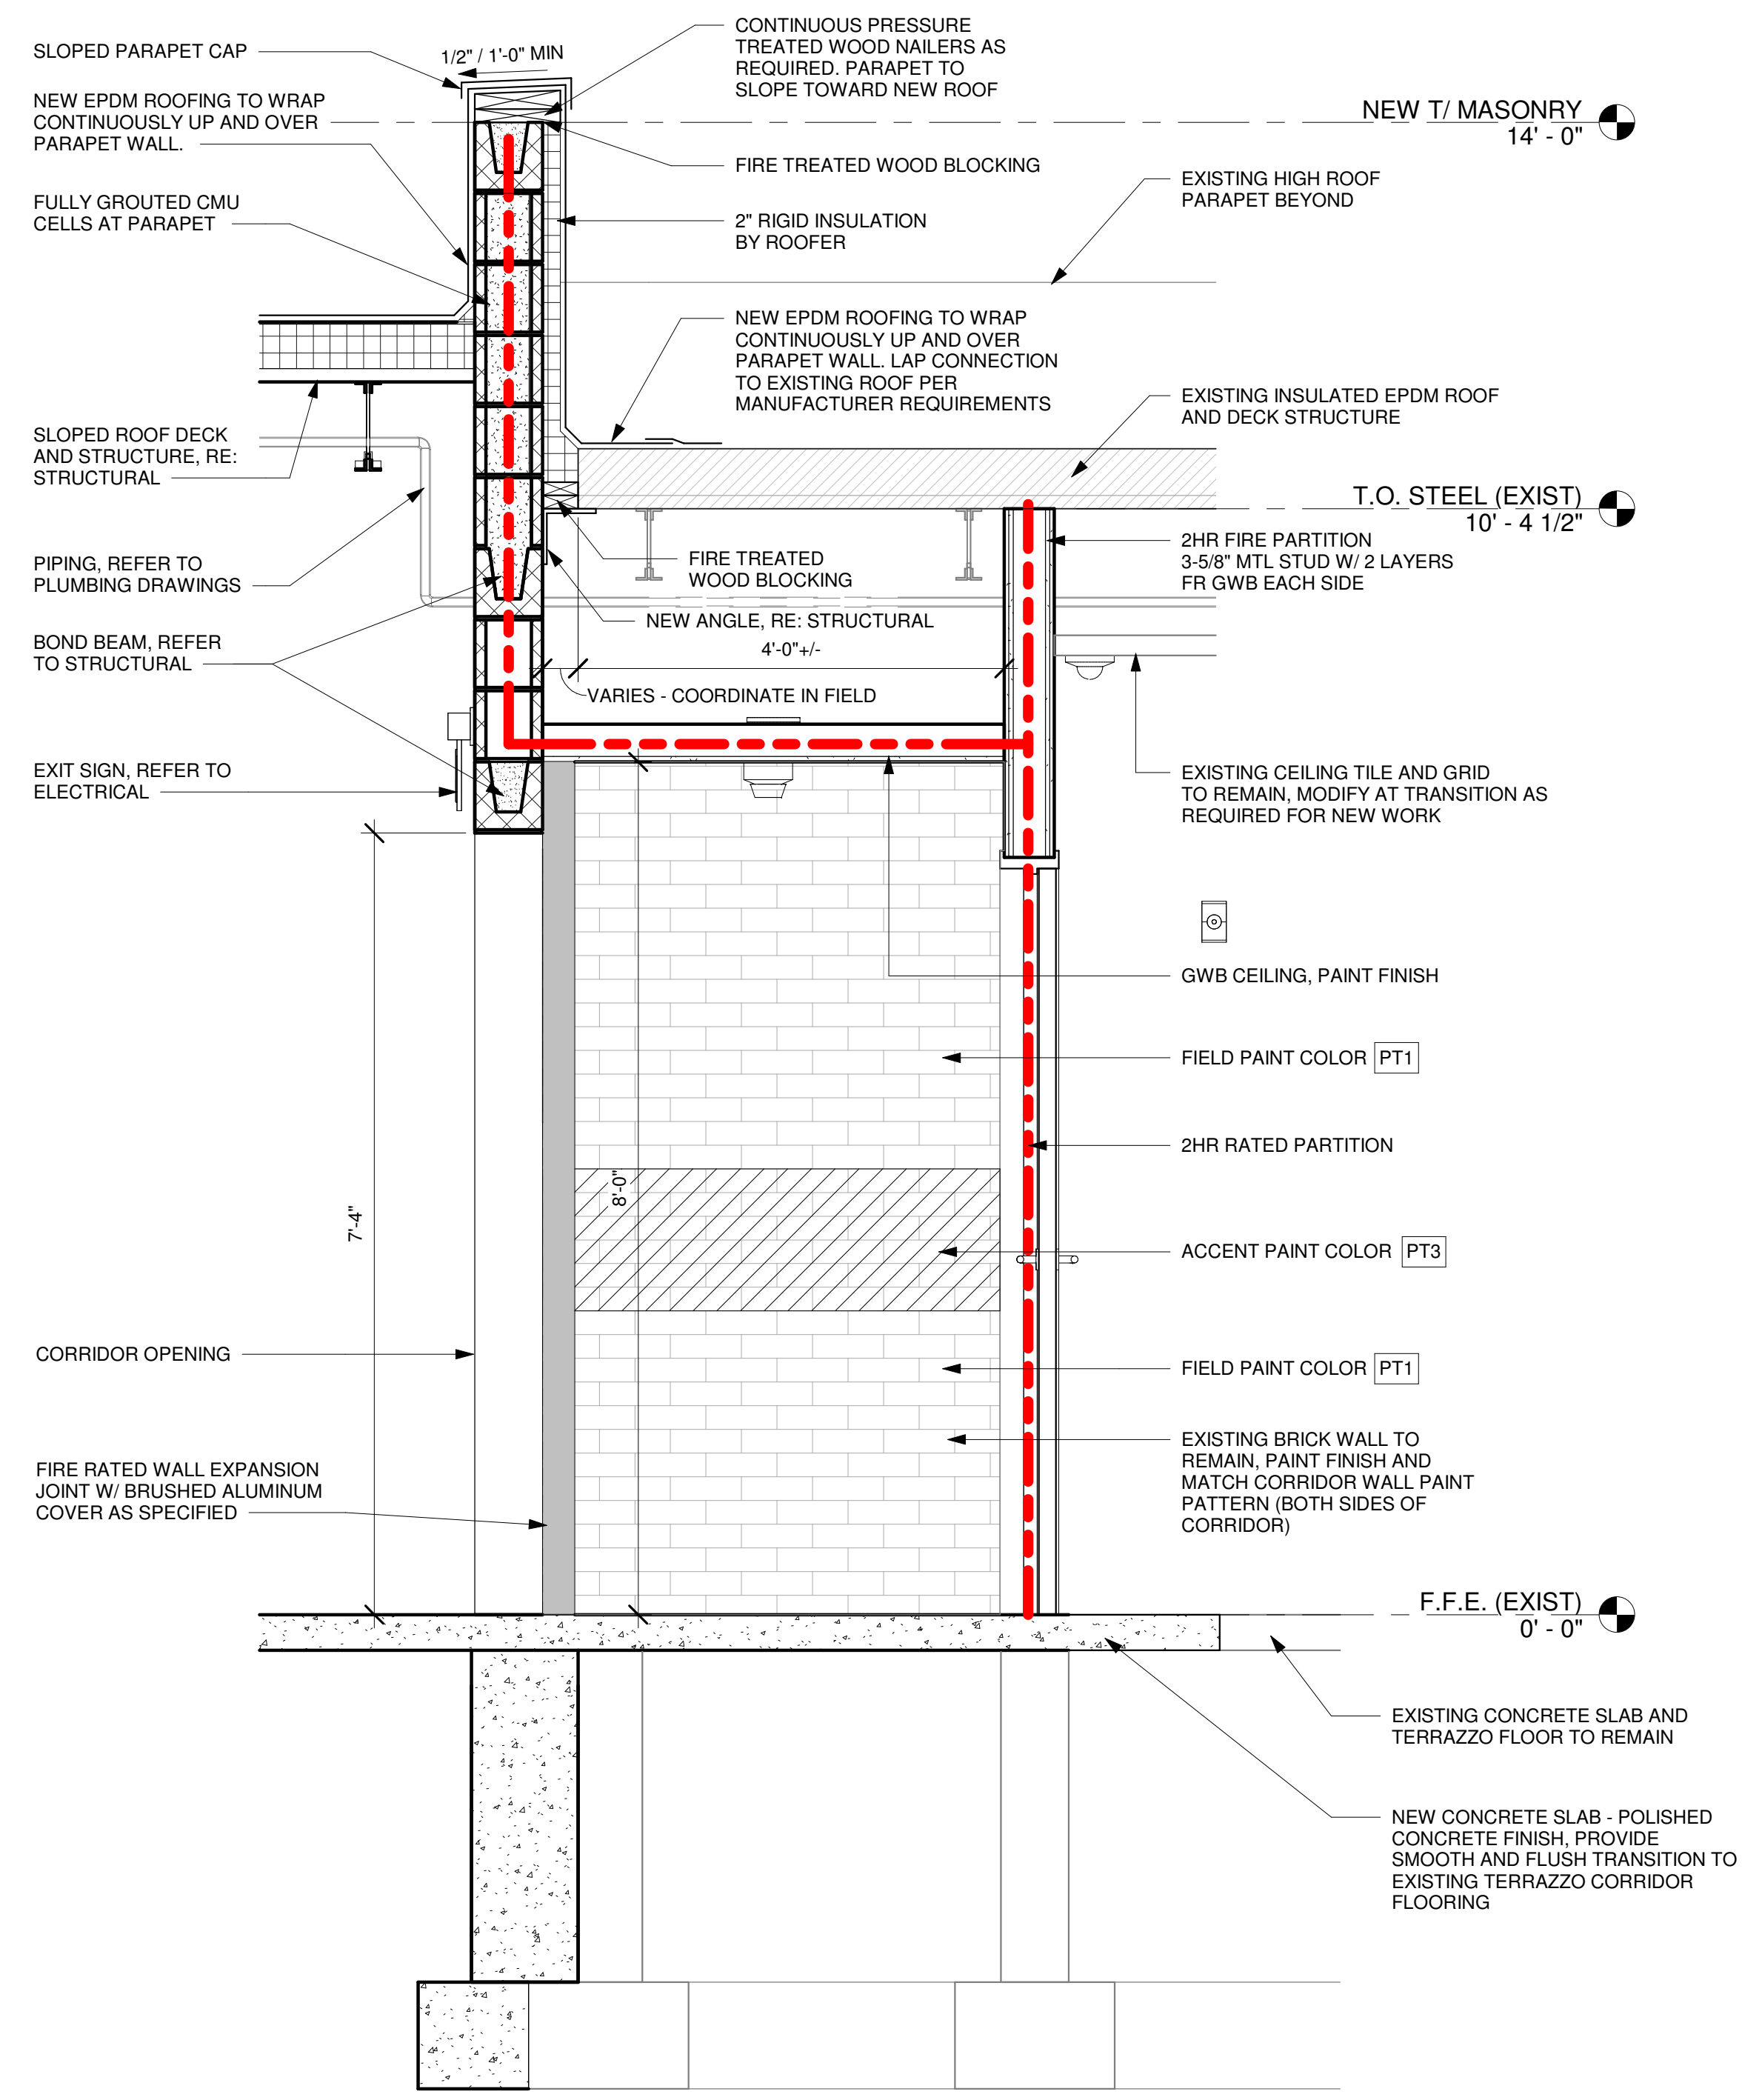 SLOPED PARAPET CAP
1/2" / 1'-0" MIN
CONTINUOUS PRESSURE
TREATED WOOD NAILERS AS
REQUIRED. PARAPET TO
SLOPE TOWARD NEW ROOF
NEW EPDM ROOFING TO WRAP
CONTINUOUSLY UP AND OVER
PARAPET WALL.
NEW T/ MASONRY
14' - 0"
FIRE TREATED WOOD BLOCKING
EXISTING HIGH ROOF
PARAPET BEYOND
FULLY GROUTED CMU
CELLS AT PARAPET
2" RIGID INSULATION
BY ROOFER
NEW EPDM ROOFING TO WRAP
CONTINUOUSLY UP AND OVER
PARAPET WALL. LAP CONNECTION
TO EXISTING ROOF PER
MANUFACTURER REQUIREMENTS
EXISTING INSULATED EPDM ROOF
AND DECK STRUCTURE
SLOPED ROOF DECK
AND STRUCTURE, RE:
STRUCTURAL
T.O. STEEL (EXIST)
10' - 4 1/2"
2HR FIRE PARTITION
3-5/8" MTL STUD W/ 2 LAYERS
FR GWB EACH SIDE
PIPING, REFER TO
PLUMBING DRAWINGS
FIRE TREATED
WOOD BLOCKING
NEW ANGLE, RE: STRUCTURAL
BOND BEAM, REFER
TO STRUCTURAL
4'-0"+/-
VARIES - COORDINATE IN FIELD
EXIT SIGN, REFER TO
ELECTRICAL
EXISTING CEILING TILE AND GRID
TO REMAIN, MODIFY AT TRANSITION AS
REQUIRED FOR NEW WORK
GWB CEILING, PAINT FINISH
FIELD PAINT COLOR PT1
2HR RATED PARTITION
7'-4"
8'-0"
ACCENT PAINT COLOR PT3
CORRIDOR OPENING
FIELD PAINT COLOR PT1
EXISTING BRICK WALL TO
REMAIN, PAINT FINISH AND
MATCH CORRIDOR WALL PAINT
PATTERN (BOTH SIDES OF
CORRIDOR)
FIRE RATED WALL EXPANSION
JOINT W/ BRUSHED ALUMINUM
COVER AS SPECIFIED
F.F.E. (EXIST)
0' - 0"
EXISTING CONCRETE SLAB AND
TERRAZZO FLOOR TO REMAIN
NEW CONCRETE SLAB - POLISHED
CONCRETE FINISH, PROVIDE
SMOOTH AND FLUSH TRANSITION TO
EXISTING TERRAZZO CORRIDOR
FLOORING